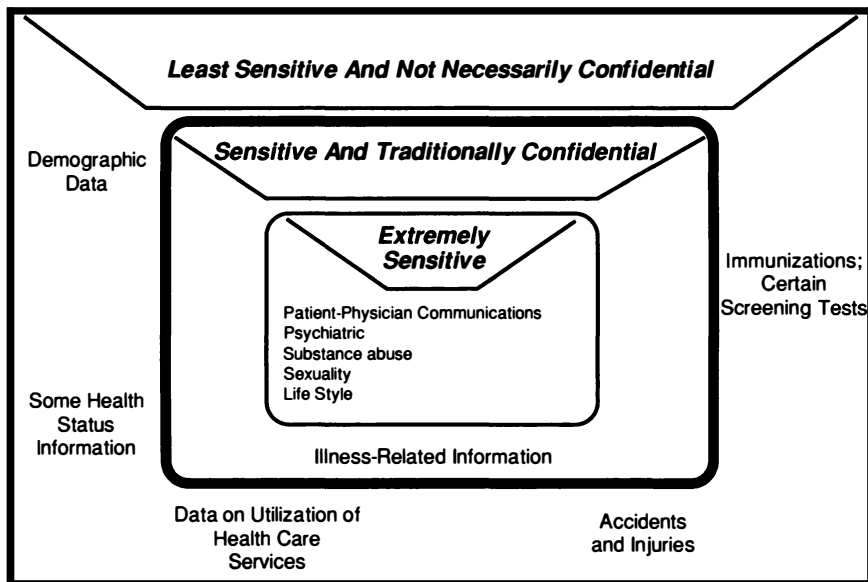 Least Sensitive And Not Necessarily Confidential
Sensitive And Traditionally Confidential
Demographic
Data
Extremely
Sensitive
Immunizations;
Certain
Screening Tests
Patient-Physician Communications
Psychiatric
Substance abuse
Sexuality
Life Style
Some Health
Status
Information
Illness-Related Information
Data on Utilization of
Health Care
Services
Accidents
and Injuries